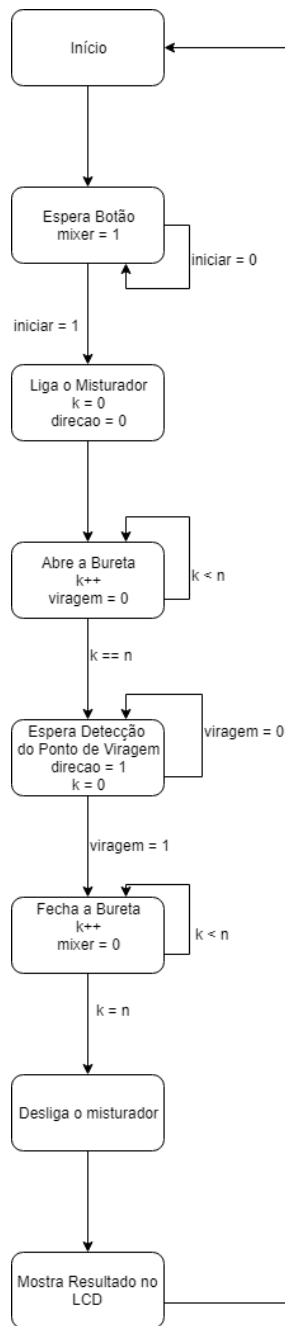 Início
Espera Botão
mixer = 1
iniciar = 0
iniciar = 1
Liga o Misturador
k = 0
direcao = 0
Abre a Bureta
k++
viragem = 0
k < n
k == n
Espera Detecção
do Ponto de Viragem
direcao = 1
k = 0
viragem = 0
viragem = 1
Fecha a Bureta
k++
mixer = 0
k < n
k = n
Desliga o misturador
Mostra Resultado no
LCD